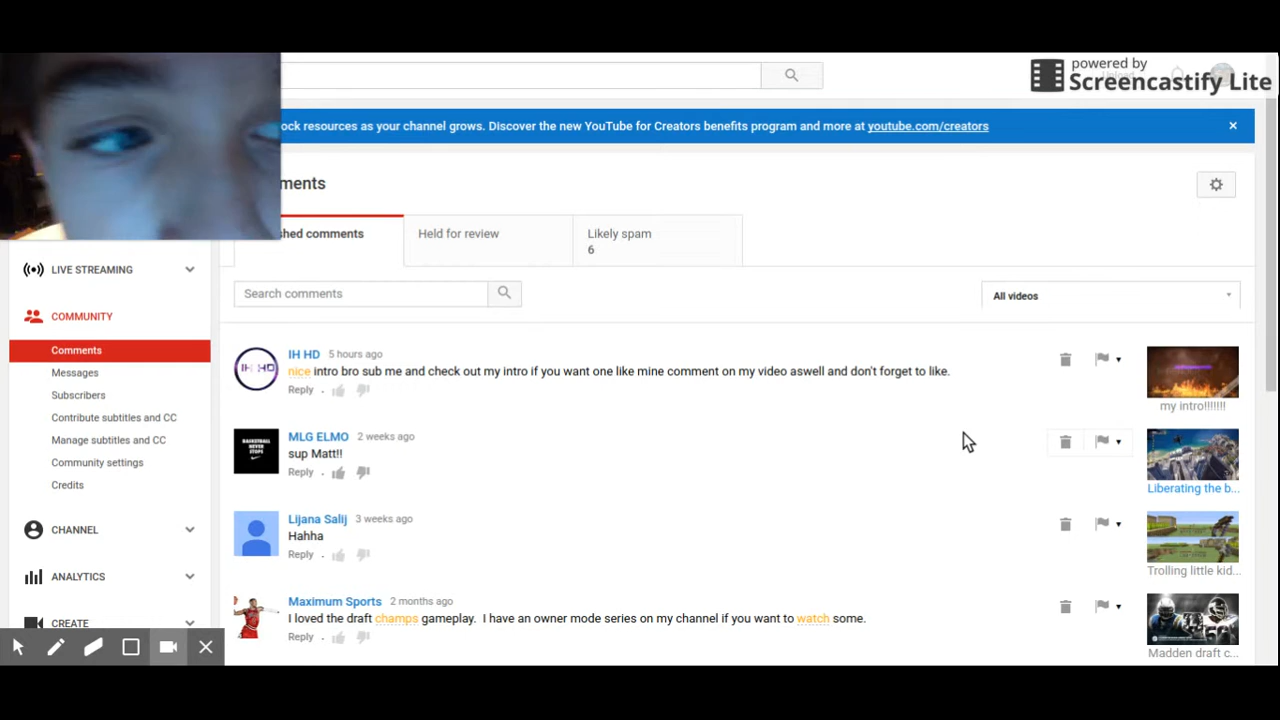 powered by
Screencastify Lite
ock resources as your channel grows. Discover the new YouTube for Creators benefits program and more at youtube.com/creators
ments
shed comments
Held for review
Likely spam
6
Search comments
All videos
LIVE STREAMING
COMMUNITY
Comments
Messages
Subscribers
Contribute subtitles and CC
Manage subtitles and CC
Community settings
Credits
CHANNEL
ANALYTICS
CREATE
IH HD
IH HD 5 hours ago
nice intro bro sub me and check out my intro if you want one like mine comment on my video aswell and don't forget to like.
Reply
my intro!!!!!!!
BASKETBALL
NEVER
STOPS
MLG ELMO 2 weeks ago
sup Matt!!
Reply
Liberating the b...
Lijana Salij 3 weeks ago
Hahha
Reply
Trolling little kid...
Maximum Sports 2 months ago
I loved the draft champs gameplay. I have an owner mode series on my channel if you want to watch some.
Reply
Madden draft c...